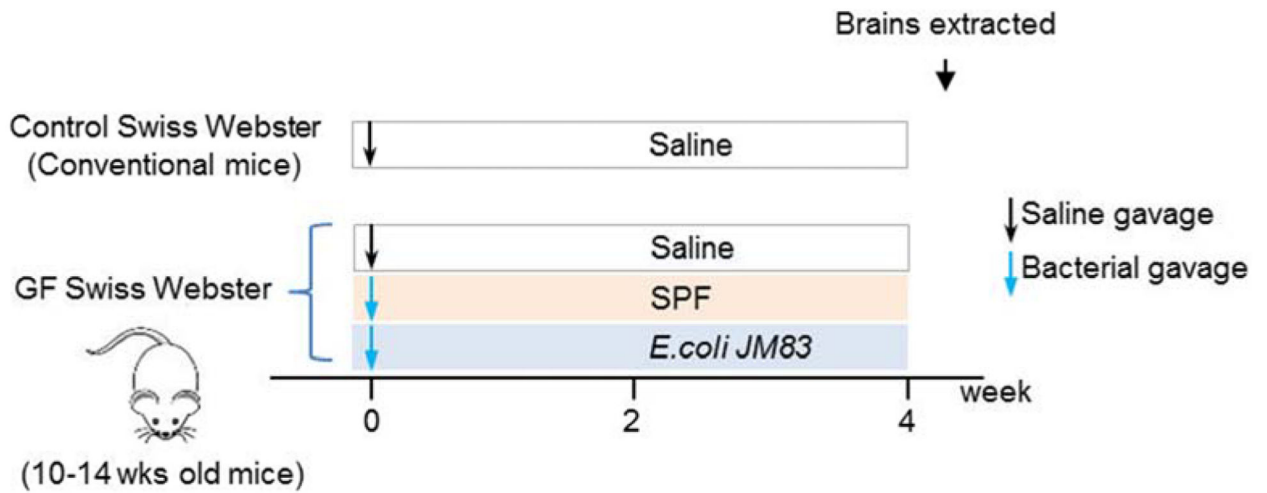 Brains extracted
Control Swiss Webster
(Conventional mice)
Saline
Saline gavage
Bacterial gavage
GF Swiss Webster
Saline
SPF
E.coli JM83
week
0
2
4
(10-14 wks old mice)